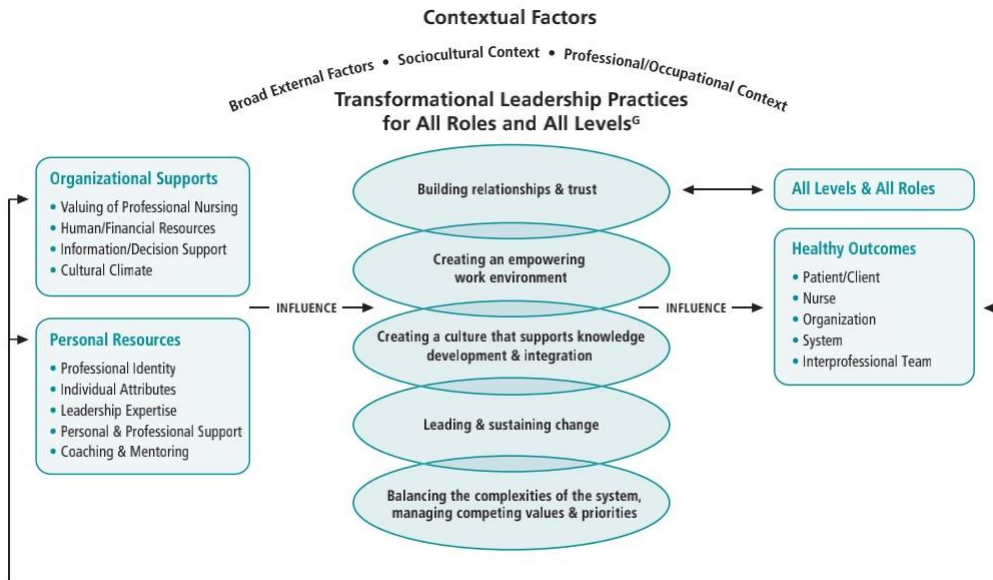 Contextual Factors
Broad External Factors • Sociocultural Context • Professional/Occupational Context
Transformational Leadership Practices
for All Roles and All Levelsᴳ
Organizational Supports
• Valuing of Professional Nursing
• Human/Financial Resources
• Information/Decision Support
• Cultural Climate
Personal Resources
• Professional Identity
• Individual Attributes
• Leadership Expertise
• Personal & Professional Support
• Coaching & Mentoring
INFLUENCE
Building relationships & trust
Creating an empowering
work environment
Creating a culture that supports knowledge
development & integration
Leading & sustaining change
Balancing the complexities of the system,
managing competing values & priorities
INFLUENCE
All Levels & All Roles
Healthy Outcomes
• Patient/Client
• Nurse
• Organization
• System
• Interprofessional Team